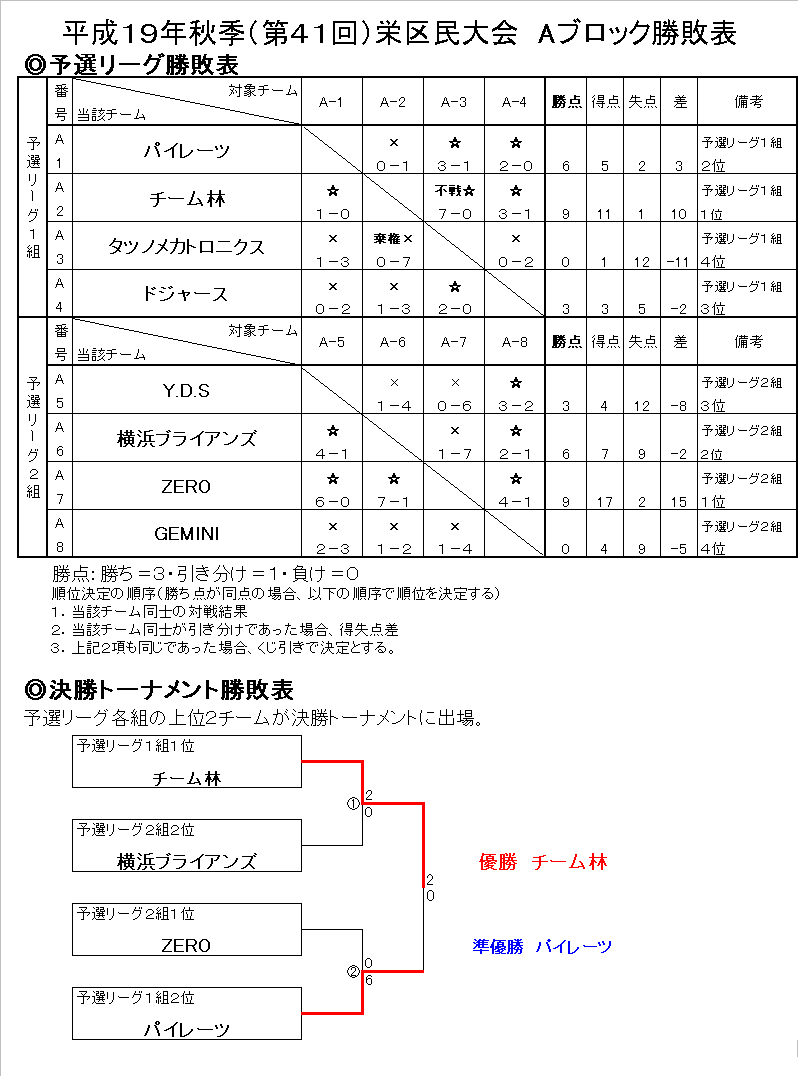 平成１９年秋季（第４１回）栄区民大会　Aブロック勝敗表
◎予選リーグ勝敗表
番号 対象チーム 当該チーム A-1 A-2 A-3 A-4 勝点 得点 失点 差 備考
予選リーグ１組
A1 パイレーツ × ０－１ ☆ ３－１ ☆ ２－０ 6 5 2 3 予選リーグ１組２位
A2 チーム林 ☆ １－０ 不戦☆ ７－０ ☆ ３－１ 9 11 1 10 予選リーグ１組１位
A3 タツノメカトロニクス × １－３ 棄権× ０－７ × ０－２ 0 1 12 -11 予選リーグ１組４位
A4 ドジャース × ０－２ × １－３ ☆ ２－０ 3 3 5 -2 予選リーグ１組３位
番号 対象チーム 当該チーム A-5 A-6 A-7 A-8 勝点 得点 失点 差 備考
予選リーグ２組
A5 Y.D.S × １－４ × ０－６ ☆ ３－２ 3 4 12 -8 予選リーグ２組３位
A6 横浜ブライアンズ ☆ ４－１ × １－７ ☆ ２－１ 6 7 9 -2 予選リーグ２組２位
A7 ZERO ☆ ６－０ ☆ ７－１ ☆ ４－１ 9 17 2 15 予選リーグ２組１位
A8 GEMINI × ２－３ × １－２ × １－４ 0 4 9 -5 予選リーグ２組４位
勝点：勝ち＝３・引き分け＝１・負け＝０
順位決定の順序（勝ち点が同点の場合、以下の順序で順位を決定する）
１．当該チーム同士の対戦結果
２．当該チーム同士が引き分けであった場合、得失点差
３．上記２項も同じであった場合、くじ引きで決定とする。
◎決勝トーナメント勝敗表
予選リーグ各組の上位２チームが決勝トーナメントに出場。
予選リーグ１組１位
チーム林
① 2 0
予選リーグ２組２位
横浜ブライアンズ
優勝　チーム林
2 0
予選リーグ２組１位
ZERO
準優勝　パイレーツ
② 0 6
予選リーグ１組２位
パイレーツ